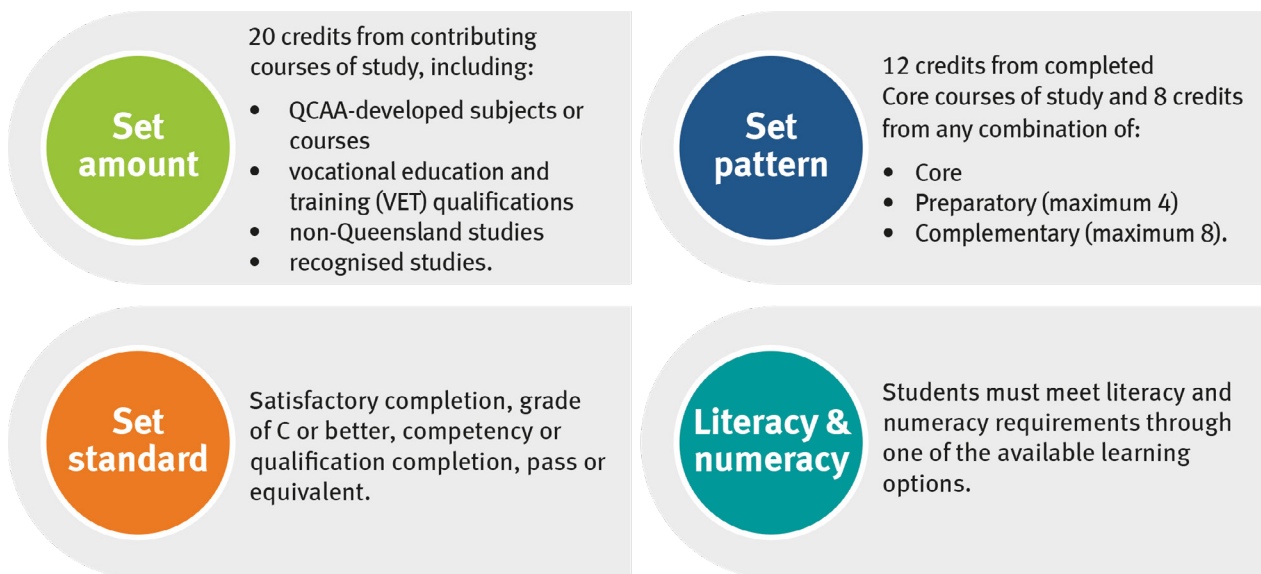 Set
amount
20 credits from contributing
courses of study, including:
• QCAA-developed subjects or
courses
• vocational education and
training (VET) qualifications
• non-Queensland studies
• recognised studies.
Set
pattern
12 credits from completed
Core courses of study and 8 credits
from any combination of:
• Core
• Preparatory (maximum 4)
• Complementary (maximum 8).
Set
standard
Satisfactory completion, grade
of C or better, competency or
qualification completion, pass or
equivalent.
Literacy &
numeracy
Students must meet literacy and
numeracy requirements through
one of the available learning
options.